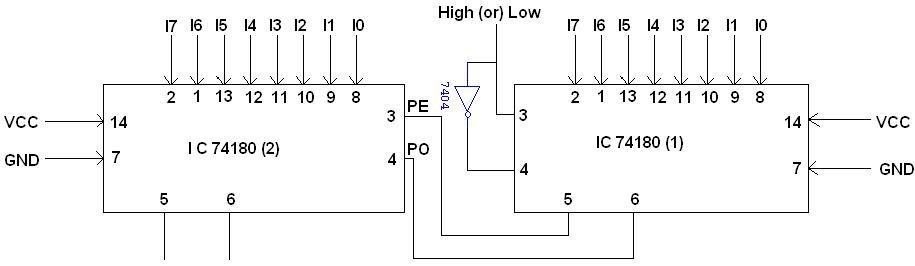 High (or) Low
I7 I6 I5 I4 I3 I2 I1 I0
I7 I6 I5 I4 I3 I2 I1 I0
2 1 13 12 11 10 9 8
7404
2 1 13 12 11 10 9 8
VCC 14
3 PE
3
14 VCC
I C 74180 (2)
IC 74180 (1)
GND 7
4 PO
4
7 GND
5 6
5 6